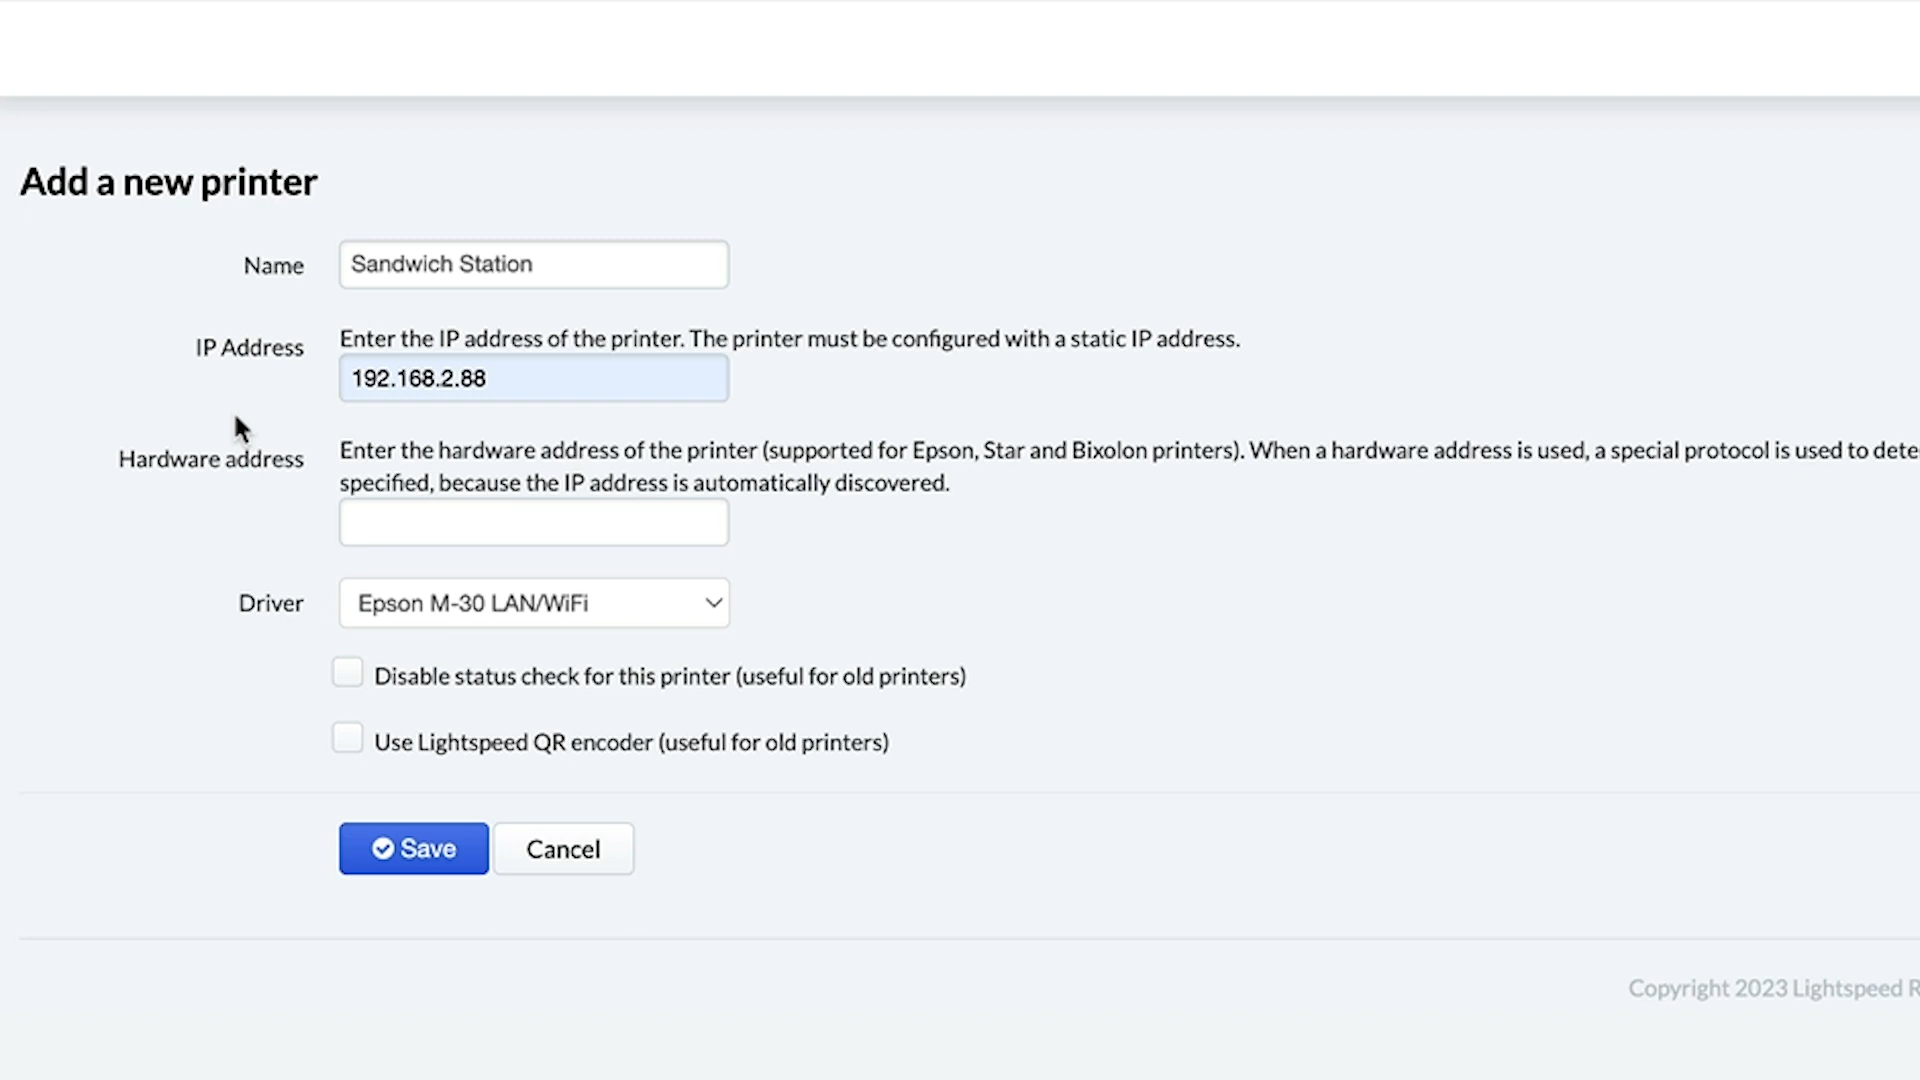 Add a new printer
Name
Sandwich Station
IP Address
Enter the IP address of the printer. The printer must be configured with a static IP address.
192.168.2.88
Hardware address
Enter the hardware address of the printer (supported for Epson, Star and Bixolon printers). When a hardware address is used, a special protocol is used to dete
specified, because the IP address is automatically discovered.
Driver
Epson M-30 LAN/WiFi
Disable status check for this printer (useful for old printers)
Use Lightspeed QR encoder (useful for old printers)
Save
Cancel
Copyright 2023 Lightspeed R